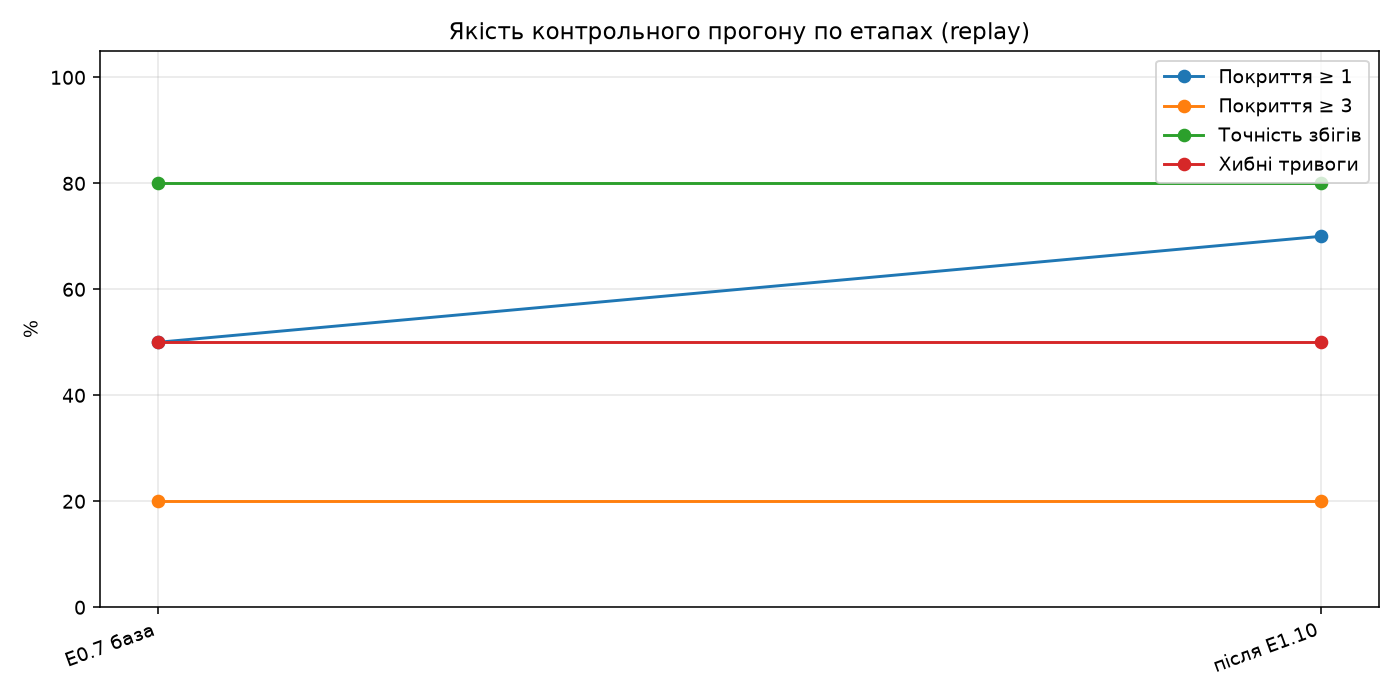 Якість контрольного прогону по етапах (replay)
100
80
60
40
20
0
%
Покриття ≥ 1
Покриття ≥ 3
Точність збігів
Хибні тривоги
E0.7 база
після E1.10